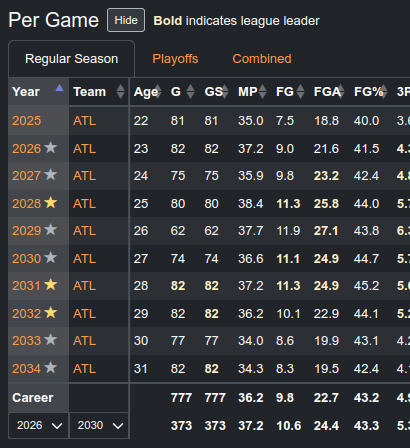 Per Game Hide Bold indicates league leader
Regular Season Playoffs Combined
Year Team Age G GS MP FG FGA FG% 3P
2025 ATL 22 81 81 35.0 7.5 18.8 40.0 3.6
2026 ATL 23 82 82 37.2 9.0 21.6 41.5 4.3
2027 ATL 24 75 75 35.9 9.8 23.2 42.4 4.8
2028 ATL 25 80 80 38.4 11.3 25.8 44.0 5.7
2029 ATL 26 62 62 37.7 11.9 27.1 43.8 6.3
2030 ATL 27 74 74 36.6 11.1 24.9 44.7 5.7
2031 ATL 28 82 82 37.2 11.3 24.9 45.2 5.6
2032 ATL 29 82 82 36.2 10.1 22.9 44.1 5.2
2033 ATL 30 77 77 34.0 8.6 19.9 43.1 4.2
2034 ATL 31 82 82 34.3 8.3 19.5 42.4 4.1
Career 777 777 36.2 9.8 22.7 43.2 4.9
2026 2030 373 373 37.2 10.6 24.4 43.3 5.3